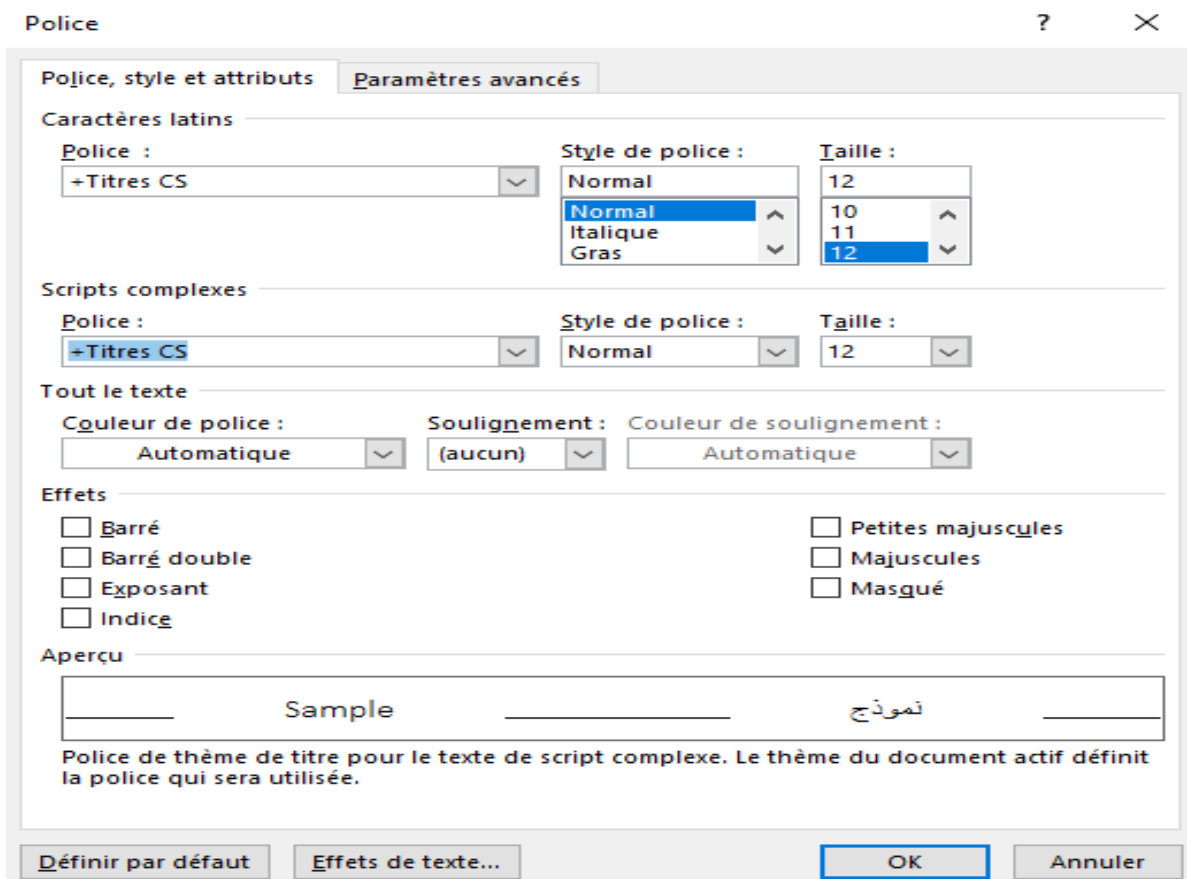 Police ?
Police, style et attributs Paramètres avancés
Caractères latins
Police : Style de police : Taille :
+Titres CS Normal 12
Normal 10
Italique 11
Gras 12
Scripts complexes
Police : Style de police : Taille :
+Titres CS Normal 12
Tout le texte
Couleur de police : Soulignement : Couleur de soulignement :
Automatique (aucun) Automatique
Effets
Barré Petites majuscules
Barré double Majuscules
Exposant Masqué
Indice
Aperçu
Sample نموذج
Police de thème de titre pour le texte de script complexe. Le thème du document actif définit
la police qui sera utilisée.
Définir par défaut Effets de texte... OK Annuler